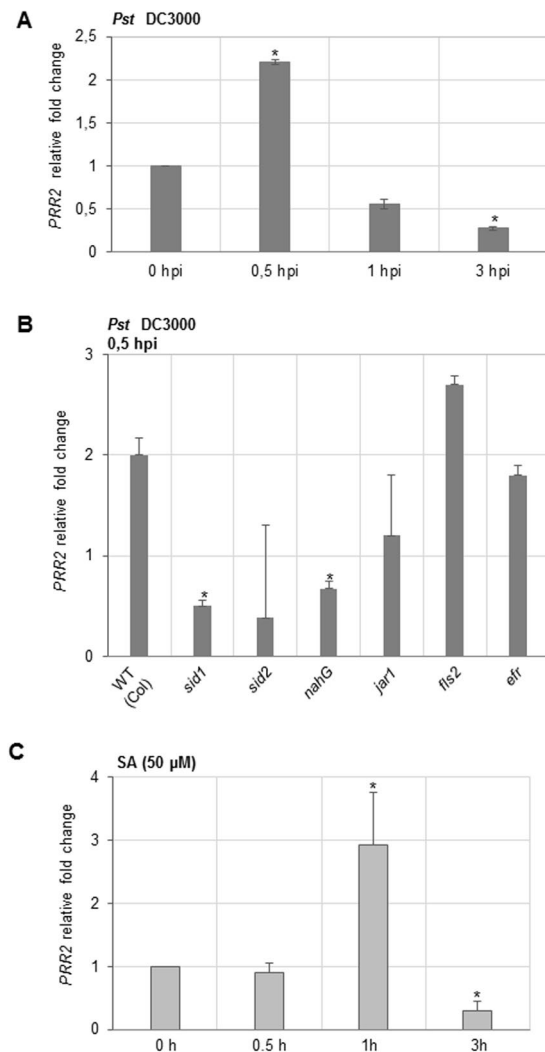 A
Pst DC3000
PRR2 relative fold change
2,5
2
1,5
1
0,5
0
0 hpi 0,5 hpi 1 hpi 3 hpi
*
*
B
Pst DC3000
0,5 hpi
PRR2 relative fold change
3
2
1
0
*
*
WT (Col) sid1 sid2 nahG jar1 fls2 efr
C
SA (50 µM)
PRR2 relative fold change
4
3
2
1
0
*
*
0 h 0,5 h 1h 3h